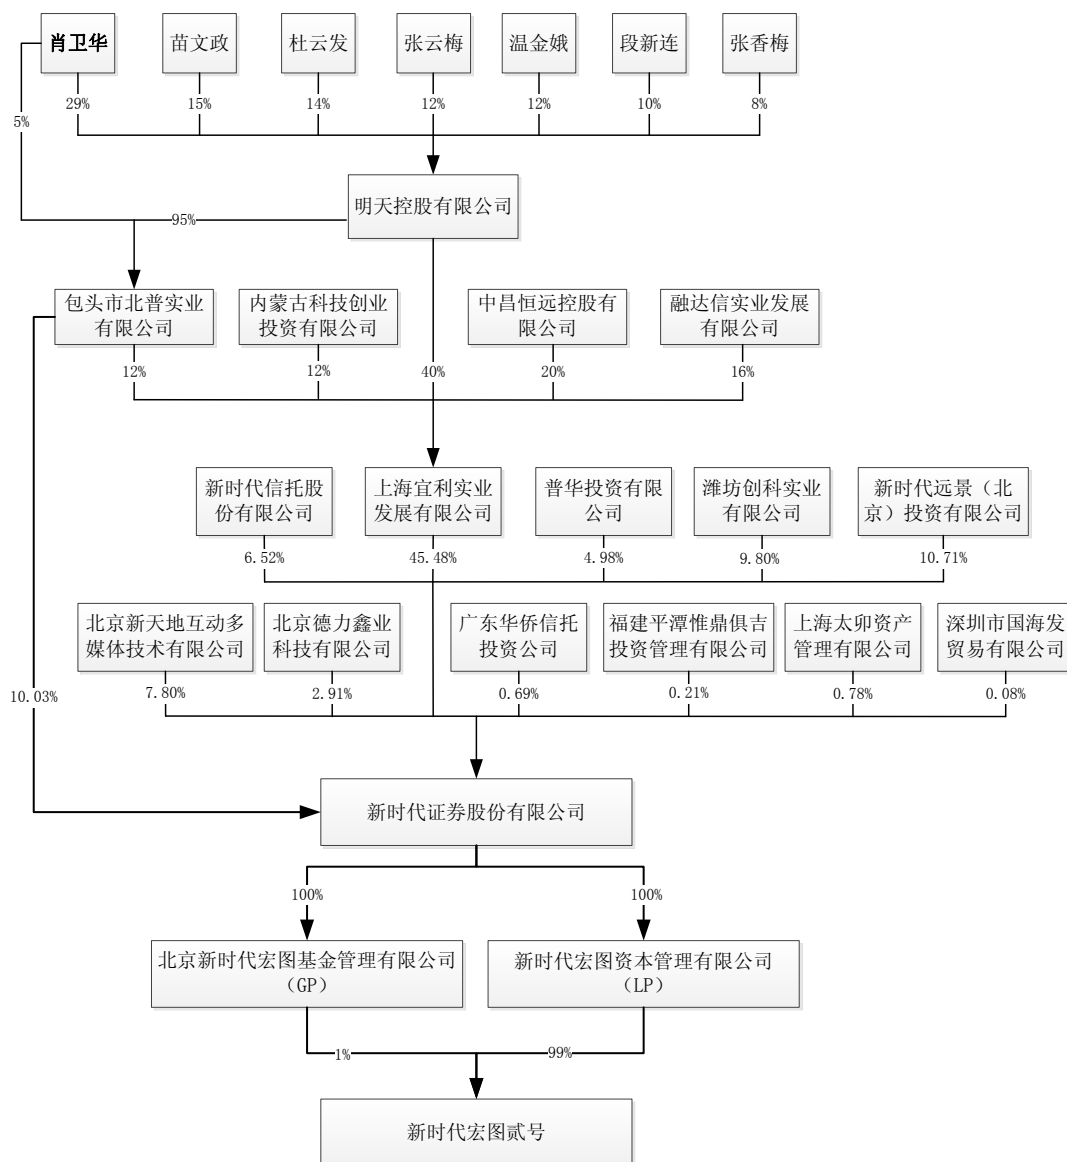 肖卫华
苗文政
杜云发
张云梅
温金娥
段新连
张香梅
29%
15%
14%
12%
12%
10%
8%
5%
明天控股有限公司
95%
包头市北普实业
有限公司
内蒙古科技创业
投资有限公司
中昌恒远控股有
限公司
融达信实业发展
有限公司
12%
12%
40%
20%
16%
新时代信托股
份有限公司
上海宜利实业
发展有限公司
普华投资有限
公司
潍坊创科实业
有限公司
新时代远景（北
京）投资有限公司
6.52%
45.48%
4.98%
9.80%
10.71%
北京新天地互动多
媒体技术有限公司
北京德力鑫业
科技有限公司
广东华侨信托
投资公司
福建平潭惟鼎俱吉
投资管理有限公司
上海太卯资产
管理有限公司
深圳市国海发
贸易有限公司
10.03%
7.80%
2.91%
0.69%
0.21%
0.78%
0.08%
新时代证券股份有限公司
100%
100%
北京新时代宏图基金管理有限公司
（GP）
新时代宏图资本管理有限公司
（LP）
1%
99%
新时代宏图贰号